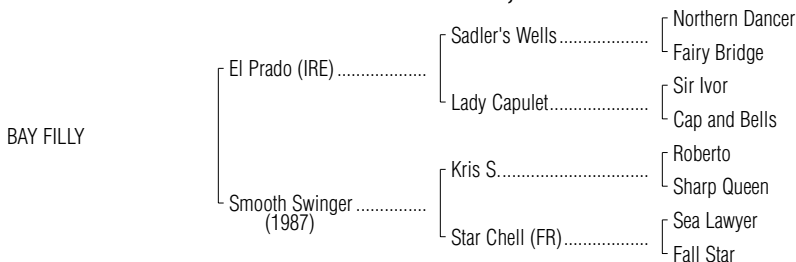 Northern Dancer
Sadler's Wells...................
Fairy Bridge
El Prado (IRE)...................
Sir Ivor
Lady Capulet.....................
Cap and Bells
BAY FILLY
Roberto
Kris S................................
Sharp Queen
Smooth Swinger...............
(1987)
Sea Lawyer
Star Chell (FR)..................
Fall Star